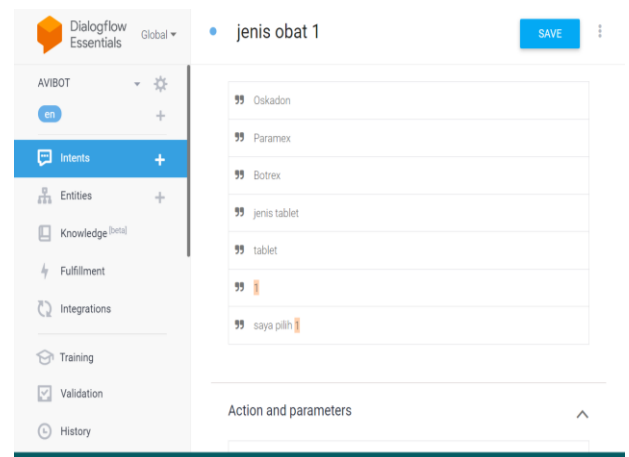 Dialogflow
Essentials
Global
jenis obat 1
SAVE
AVIBOT
en
Intents
Entities
Knowledge [beta]
Fulfillment
Integrations
Training
Validation
History
Oskadon
Paramex
Botrex
jenis tablet
tablet
1
saya pilih 1
Action and parameters